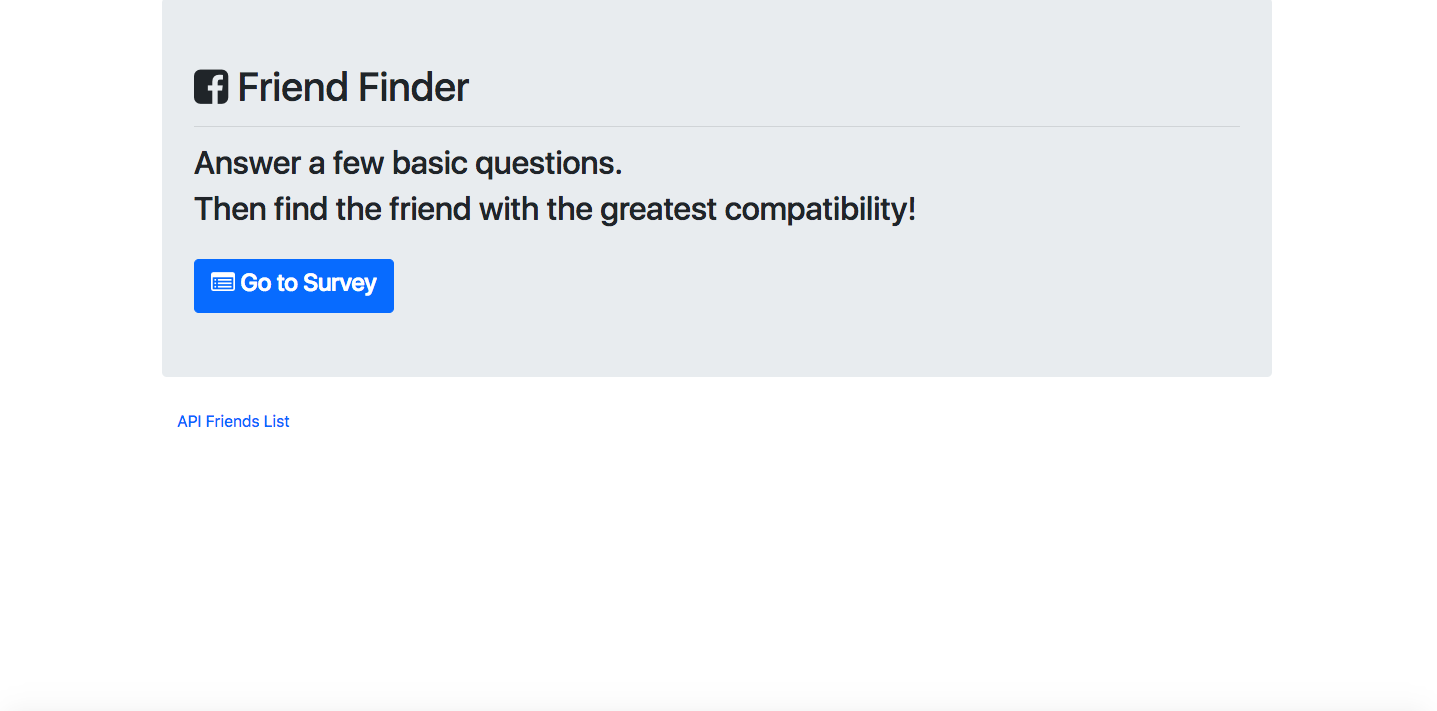 Friend Finder
Answer a few basic questions.
Then find the friend with the greatest compatibility!
Go to Survey
API Friends List